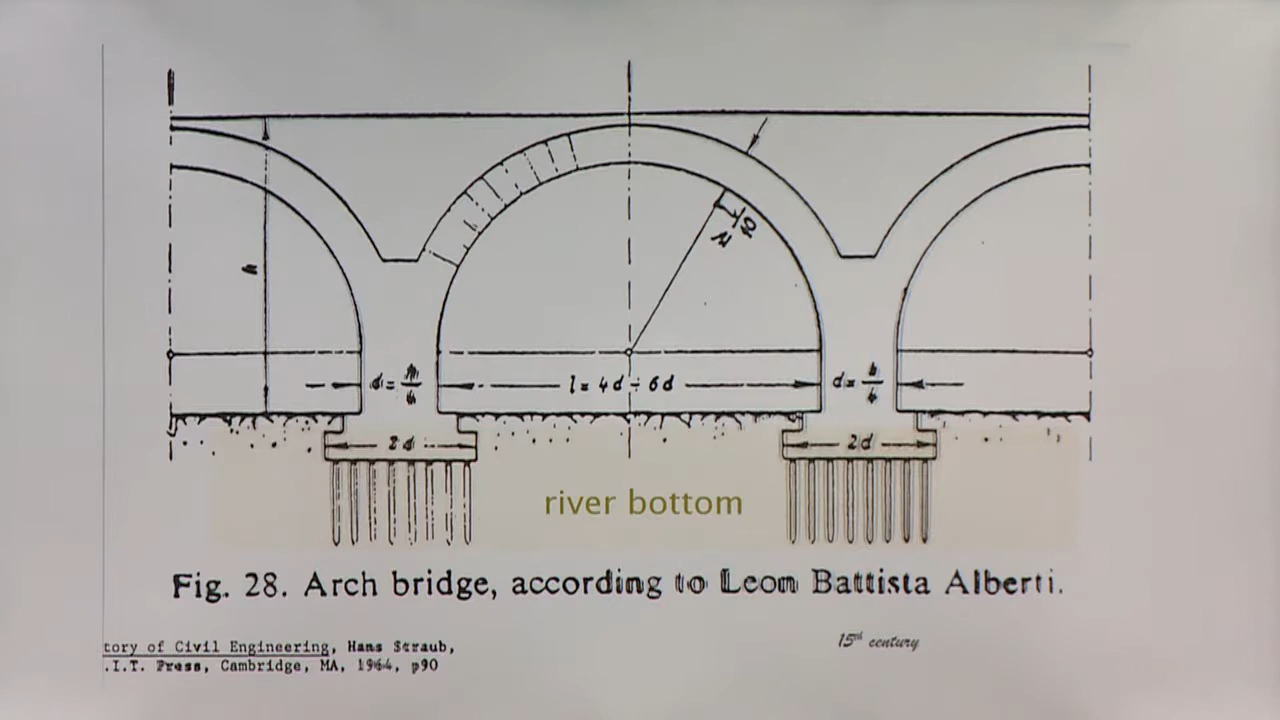 h
d = h/4
l = 4d ÷ 6d
d = h/4
2d
2d
river bottom
Fig. 28. Arch bridge, according to Leon Battista Alberti.
tory of Civil Engineering, Hans Straub,
.I.T. Press, Cambridge, MA, 1964, p90
15th century